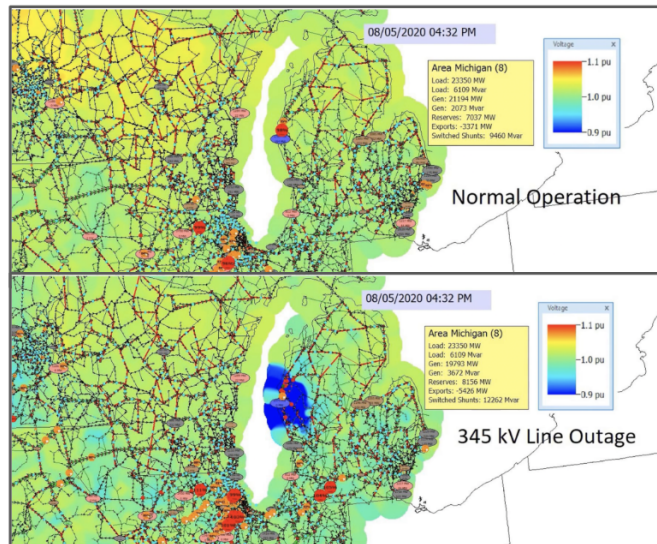 08/05/2020 04:32 PM
Area Michigan (8)
Load: 23350 MW
Load: 6109 Mvar
Gen: 21194 MW
Gen: 2073 Mvar
Reserves: 7037 MW
Exports: -3371 MW
Switched Shunts: 9460 Mvar
Voltage x
1.1 pu
1.0 pu
0.9 pu
Normal Operation
08/05/2020 04:32 PM
Area Michigan (8)
Load: 23350 MW
Load: 6109 Mvar
Gen: 19793 MW
Gen: 3672 Mvar
Reserves: 8156 MW
Exports: -5426 MW
Switched Shunts: 12262 Mvar
Voltage x
1.1 pu
1.0 pu
0.9 pu
345 kV Line Outage